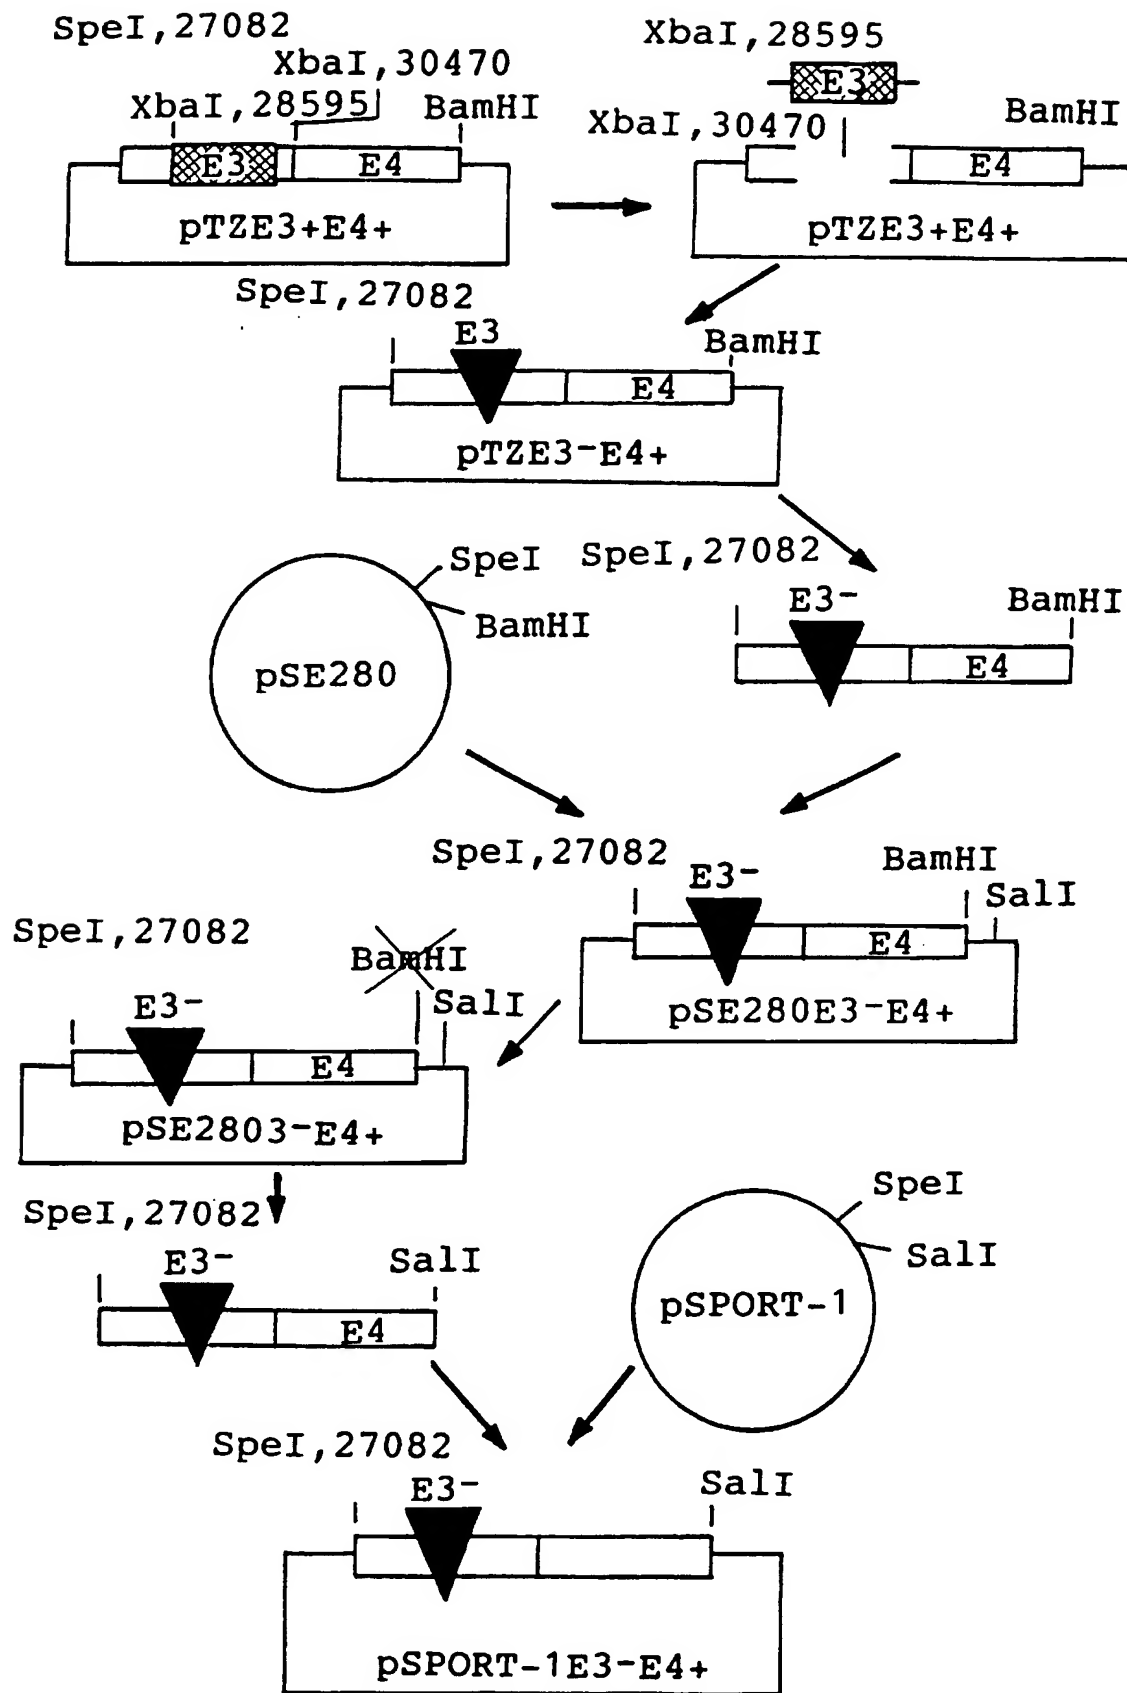 SpeI,27082
XbaI,30470
XbaI,28595
BamHI
E3
E4
pTZE3+E4+
XbaI,28595
E3
XbaI,30470
BamHI
E4
pTZE3+E4+
SpeI,27082
E3
BamHI
E4
pTZE3-E4+
SpeI
BamHI
pSE280
SpeI,27082
E3-
BamHI
E4
SpeI,27082
E3-
BamHI
SalI
E4
pSE280E3-E4+
SpeI,27082
BamHI
E3-
SalI
E4
pSE2803-E4+
SpeI,27082
E3-
SalI
E4
SpeI
SalI
pSPORT-1
SpeI,27082
E3-
SalI
pSPORT-1E3-E4+